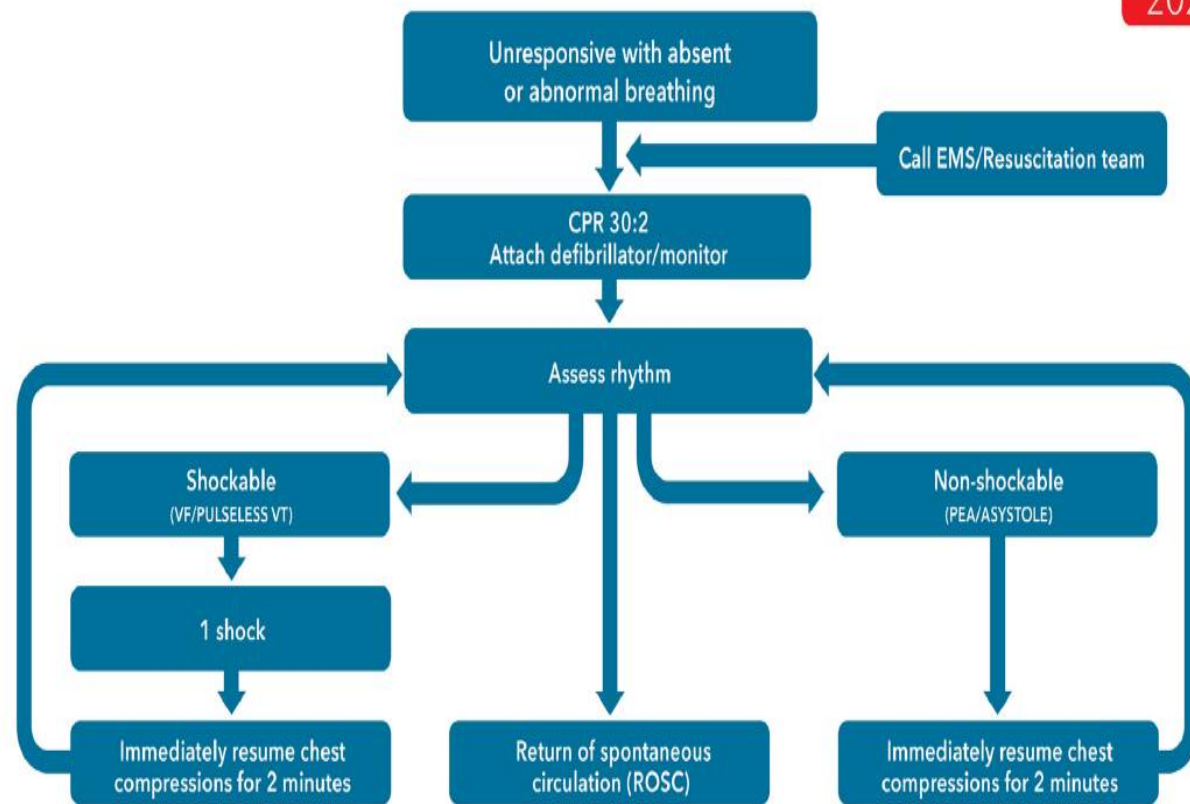 Unresponsive with absent
or abnormal breathing
Call EMS/Resuscitation team
CPR 30:2
Attach defibrillator/monitor
Assess rhythm
Shockable
(VF/PULSELESS VT)
Non-shockable
(PEA/ASYSTOLE)
1 shock
Immediately resume chest
compressions for 2 minutes
Return of spontaneous
circulation (ROSC)
Immediately resume chest
compressions for 2 minutes